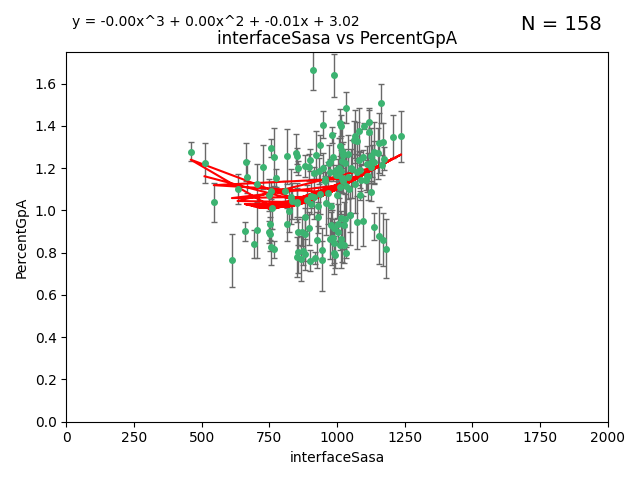 y = -0.00x^3 + 0.00x^2 + -0.01x + 3.02
N = 158
interfaceSasa vs PercentGpA
1.6
1.4
1.2
1.0
0.8
0.6
0.4
0.2
0.0
PercentGpA
0 250 500 750 1000 1250 1500 1750 2000
interfaceSasa